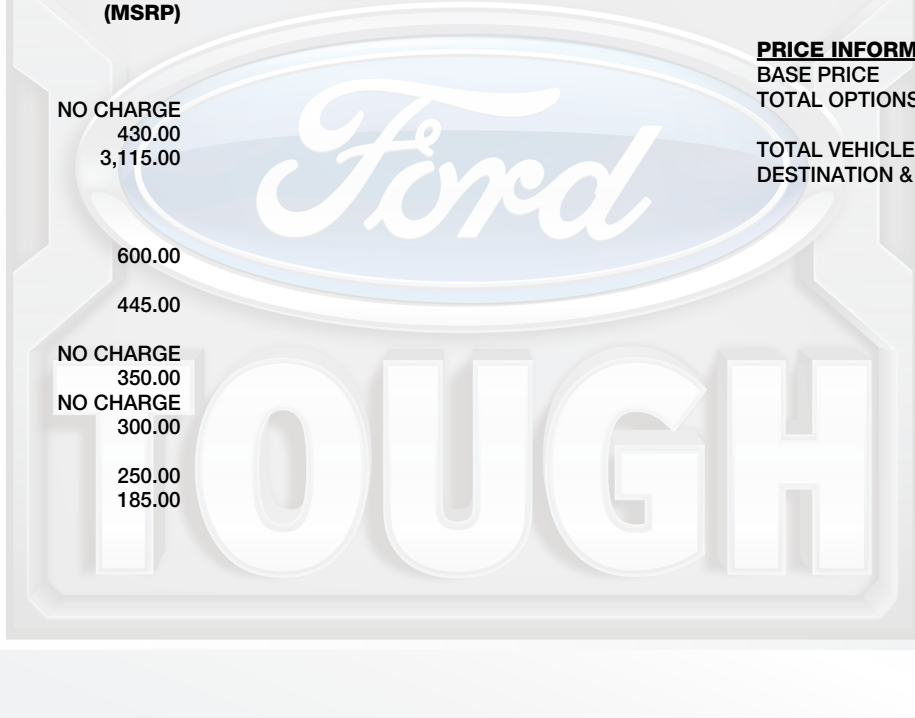 (MSRP)
NO CHARGE
430.00
3,115.00
600.00
445.00
NO CHARGE
350.00
NO CHARGE
300.00
250.00
185.00
PRICE INFORM
BASE PRICE
TOTAL OPTIONS
TOTAL VEHICLE
DESTINATION &
Ford
TOUGH